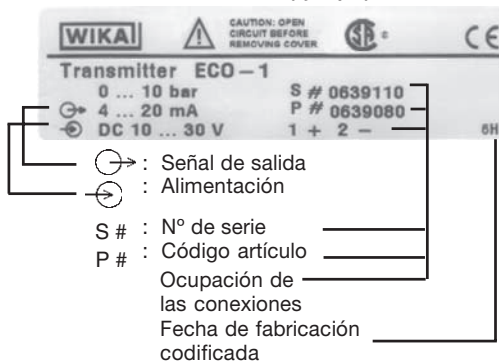 WIKAI
CAUTION: OPEN
CIRCUIT BEFORE
REMOVING COVER
CE
Transmitter ECO-1
0 ... 10 bar S # 0639110
4 ... 20 mA P # 0639080
DC 10 ... 30 V 1 + 2 - 6H
: Señal de salida
: Alimentación
S # : Nº de serie
P # : Código artículo
Ocupación de
las conexiones
Fecha de fabricación
codificada